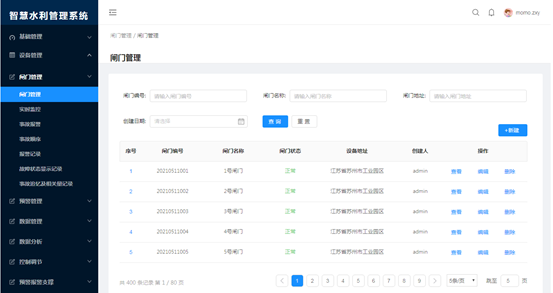 智慧水利管理系统
momo.zxy
基础管理
设备管理
闸门管理
闸门管理
实时监控
事故报警
事故顺序
报警记录
故障状态显示记录
事故追忆及相关量记录
预警管理
数据管理
数据分析
控制调节
预警报警支撑
闸门管理 / 闸门管理
闸门管理
闸门编号: 请输入闸门编号 闸门名称: 请输入闸门名称 闸门地址: 请输入闸门地址
创建日期: 请选择 查 询 重 置
+新建
序号 闸门编号 闸门名称 闸门状态 设备地址 创建人 操作
1 20210511001 1号闸门 正常 江苏省苏州市工业园区 admin 查看 编辑 删除
2 20210511002 2号闸门 正常 江苏省苏州市工业园区 admin 查看 编辑 删除
3 20210511003 3号闸门 正常 江苏省苏州市工业园区 admin 查看 编辑 删除
4 20210511004 4号闸门 正常 江苏省苏州市工业园区 admin 查看 编辑 删除
5 20210511005 5号闸门 正常 江苏省苏州市工业园区 admin 查看 编辑 删除
共 400 条记录 第 1 / 80 页 1 2 3 4 5 6 7 8 9 5条/页 跳至 5 页